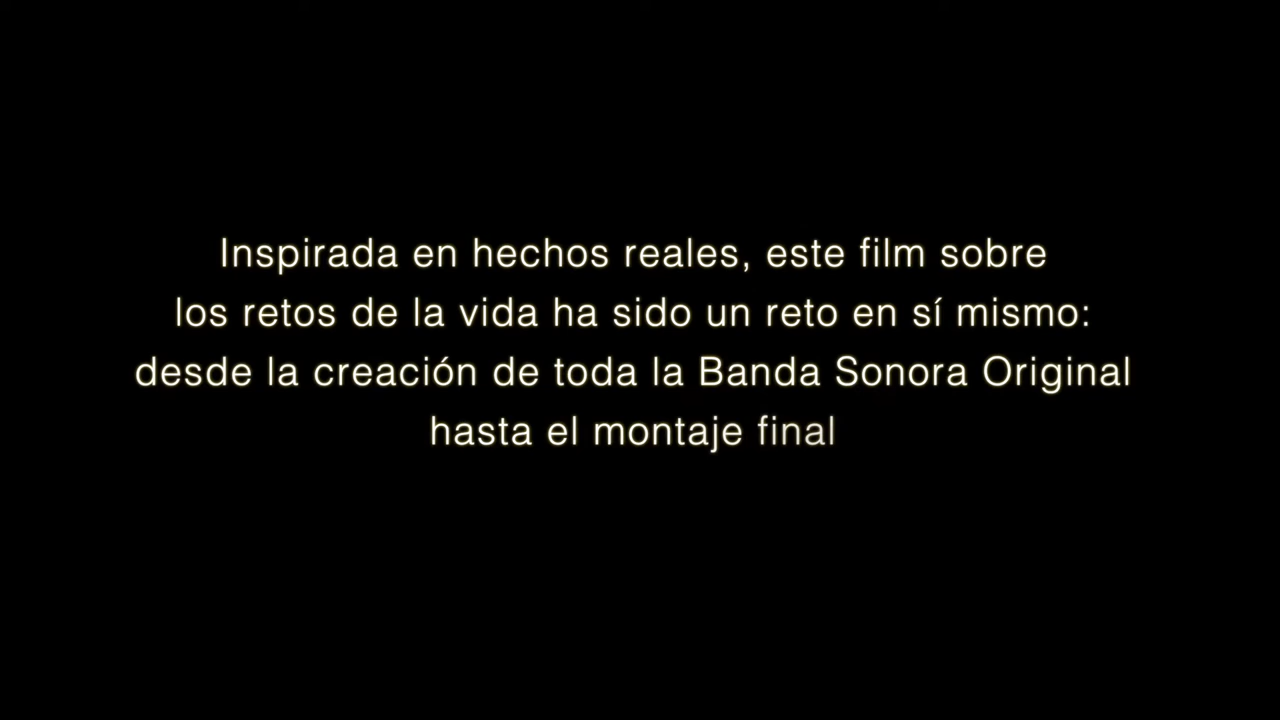 Inspirada en hechos reales, este film sobre
los retos de la vida ha sido un reto en sí mismo:
desde la creación de toda la Banda Sonora Original
hasta el montaje final